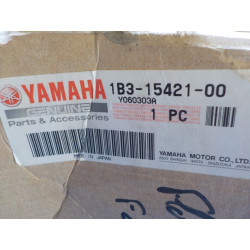 YAMAHA 1B3-15421-00
GENUINE Y060303A
Parts & Accessories 1 PC
YAMAHA MOTOR CO., LTD.
MADE IN JAPAN